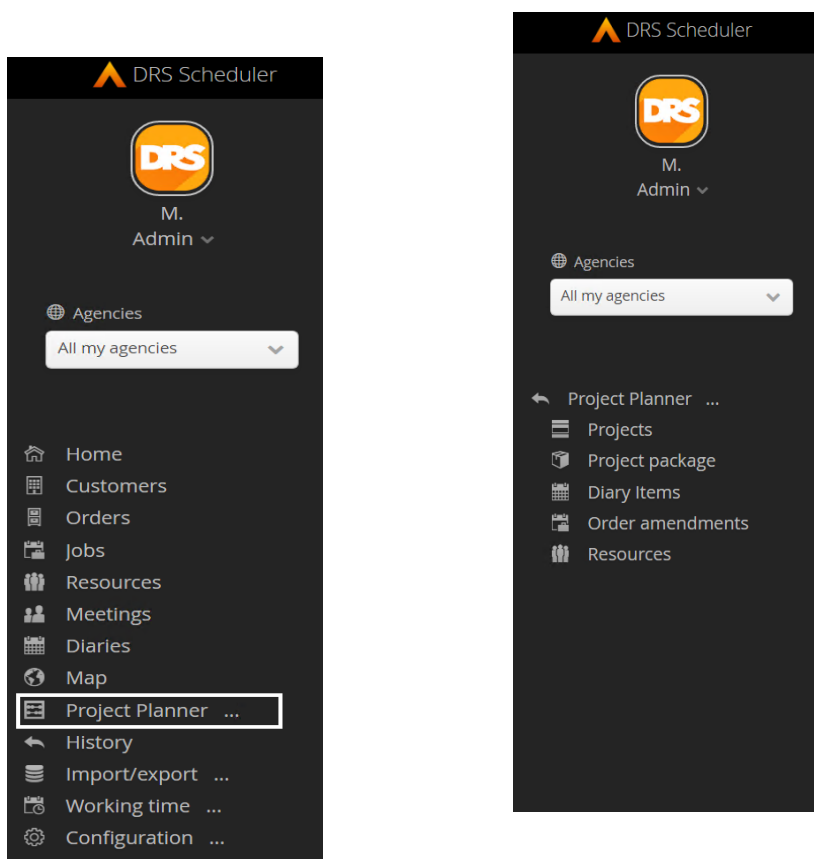 DRS Scheduler
DRS
M.
Admin
Agencies
All my agencies
Home
Customers
Orders
Jobs
Resources
Meetings
Diaries
Map
Project Planner ...
History
Import/export ...
Working time ...
Configuration ...
DRS Scheduler
DRS
M.
Admin
Agencies
All my agencies
Project Planner ...
Projects
Project package
Diary Items
Order amendments
Resources